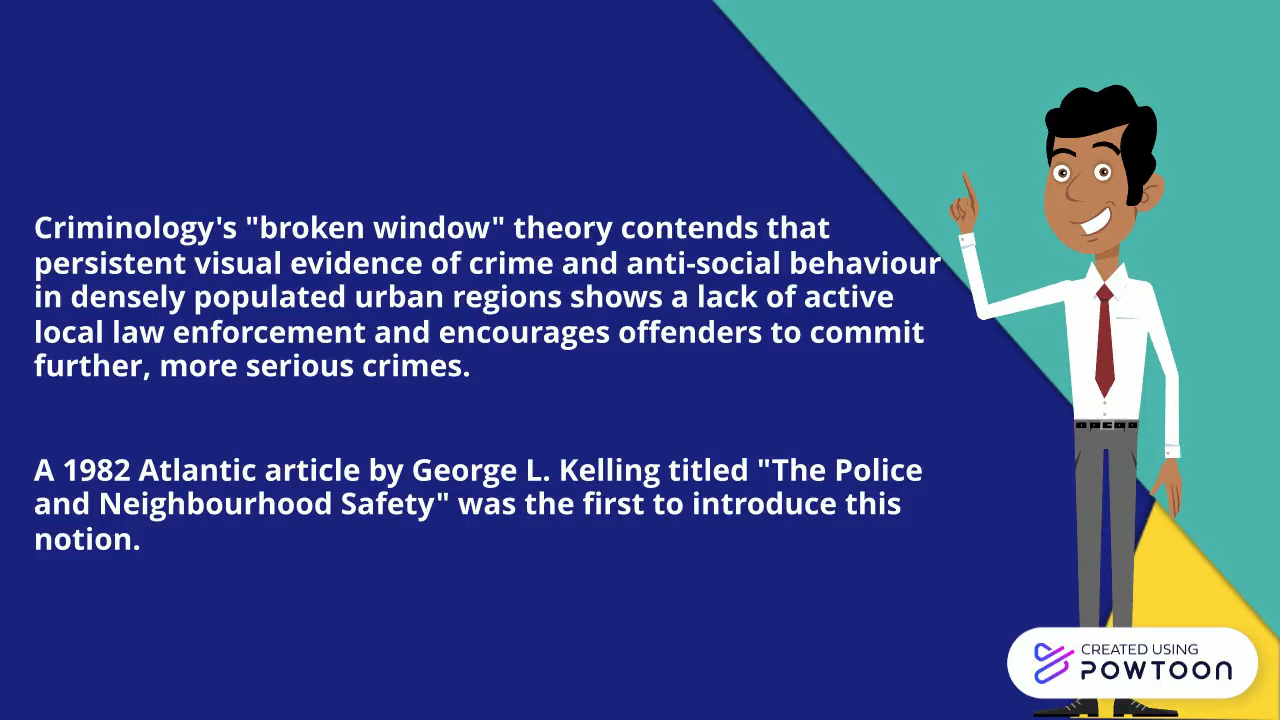 Criminology's "broken window" theory contends that
persistent visual evidence of crime and anti-social behaviour
in densely populated urban regions shows a lack of active
local law enforcement and encourages offenders to commit
further, more serious crimes.
A 1982 Atlantic article by George L. Kelling titled "The Police
and Neighbourhood Safety" was the first to introduce this
notion.
CREATED USING
POWTOON